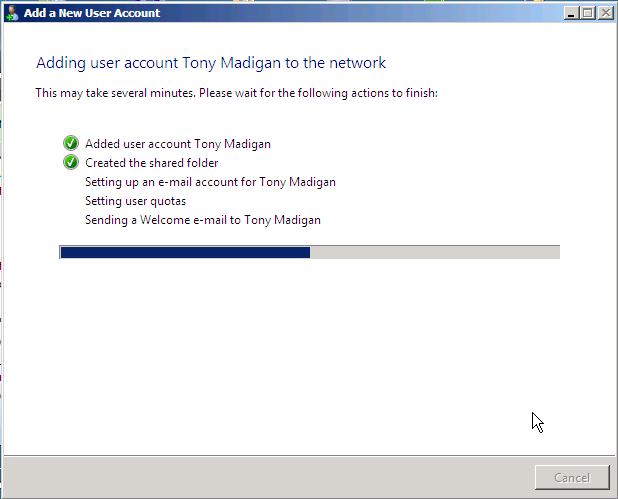 Add a New User Account
Adding user account Tony Madigan to the network
This may take several minutes. Please wait for the following actions to finish:
Added user account Tony Madigan
Created the shared folder
Setting up an e-mail account for Tony Madigan
Setting user quotas
Sending a Welcome e-mail to Tony Madigan
Cancel